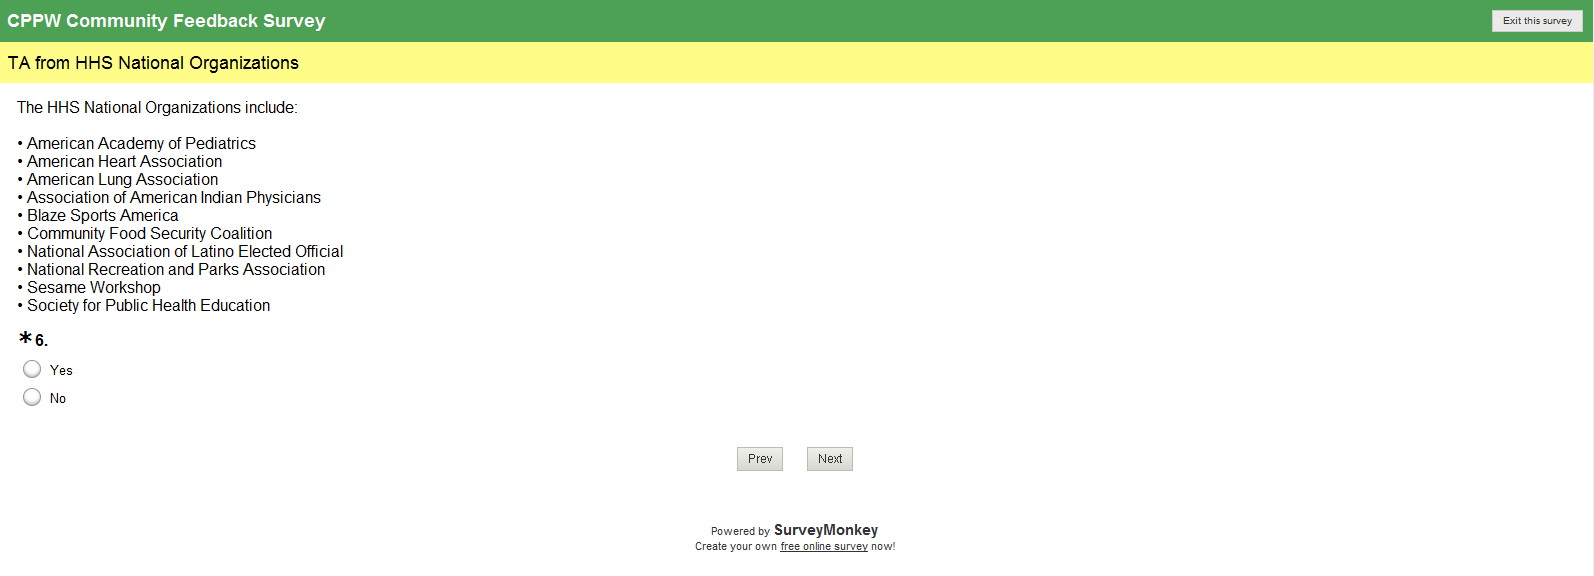 CPPW Community Feedback Survey
Exit this survey
TA from HHS National Organizations
The HHS National Organizations include:
• American Academy of Pediatrics
• American Heart Association
• American Lung Association
• Association of American Indian Physicians
• Blaze Sports America
• Community Food Security Coalition
• National Association of Latino Elected Official
• National Recreation and Parks Association
• Sesame Workshop
• Society for Public Health Education
* 6.
Yes
No
Prev
Next
Powered by SurveyMonkey
Create your own free online survey now!